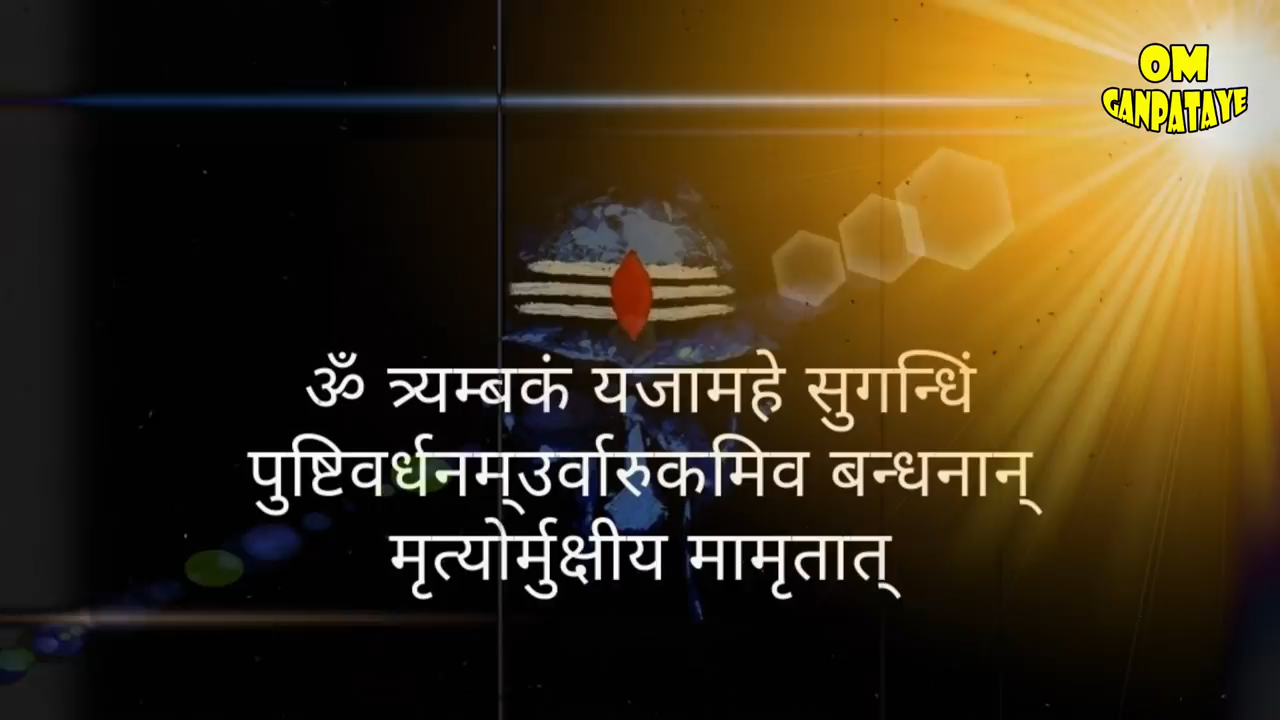 OM
GANPATAYE
ॐ त्र्यम्बकं यजामहे सुगन्धिं
पुष्टिवर्धनम्उर्वारुकमिव बन्धनान्
मृत्योर्मुक्षीय मामृतात्